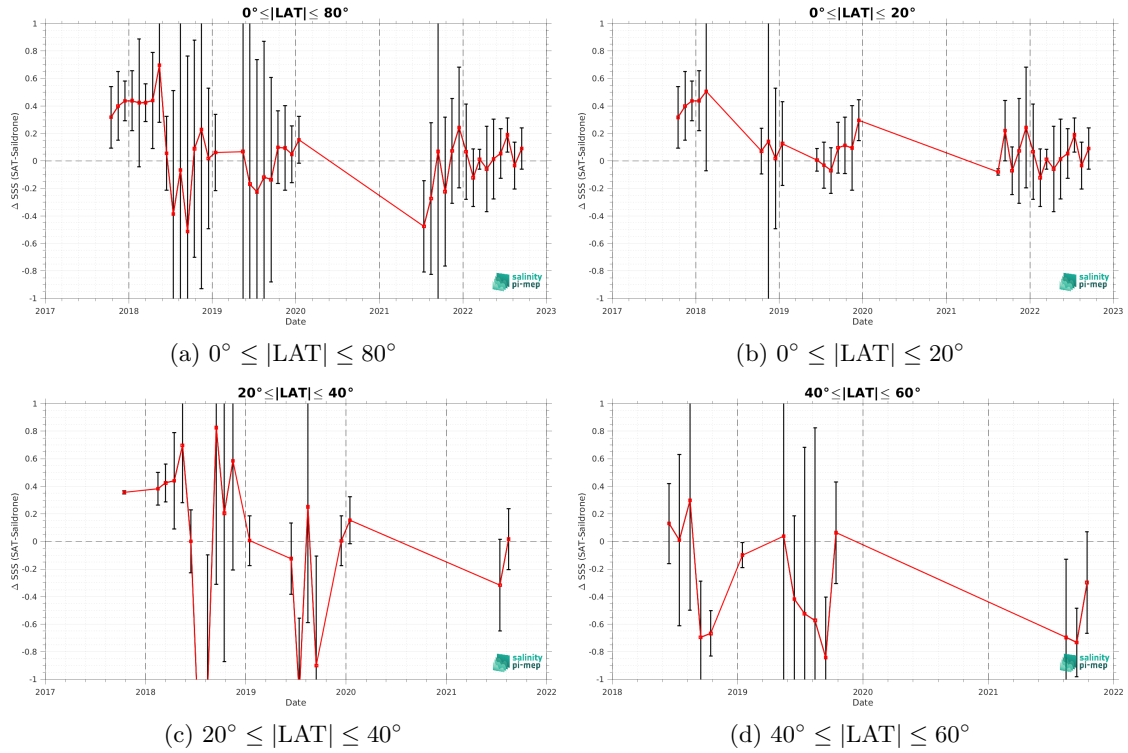 0°≤|LAT|≤ 80°
Δ SSS (SAT-Saildrone)
1
0.8
0.6
0.4
0.2
0
-0.2
-0.4
-0.6
-0.8
-1
2017 2018 2019 2020 2021 2022 2023
Date
salinity
pi-mep
(a) 0° ≤ |LAT| ≤ 80°
0°≤|LAT|≤ 20°
Δ SSS (SAT-Saildrone)
1
0.8
0.6
0.4
0.2
0
-0.2
-0.4
-0.6
-0.8
-1
2017 2018 2019 2020 2021 2022 2023
Date
salinity
pi-mep
(b) 0° ≤ |LAT| ≤ 20°
20°≤|LAT|≤ 40°
Δ SSS (SAT-Saildrone)
1
0.8
0.6
0.4
0.2
0
-0.2
-0.4
-0.6
-0.8
-1
2017 2018 2019 2020 2021 2022
Date
salinity
pi-mep
(c) 20° ≤ |LAT| ≤ 40°
40°≤|LAT|≤ 60°
Δ SSS (SAT-Saildrone)
1
0.8
0.6
0.4
0.2
0
-0.2
-0.4
-0.6
-0.8
-1
2018 2019 2020 2021 2022
Date
salinity
pi-mep
(d) 40° ≤ |LAT| ≤ 60°